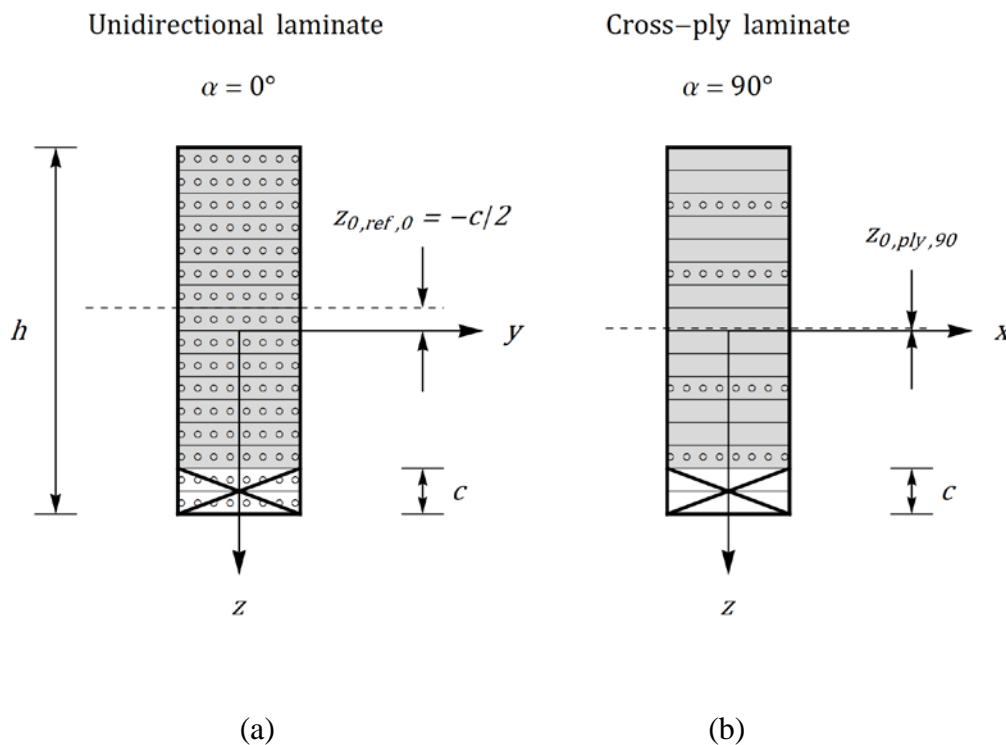 Unidirectional laminate
α = 0°
z0,ref,0 = −c/2
h
y
c
z
(a)
Cross−ply laminate
α = 90°
z0,ply,90
x
c
z
(b)